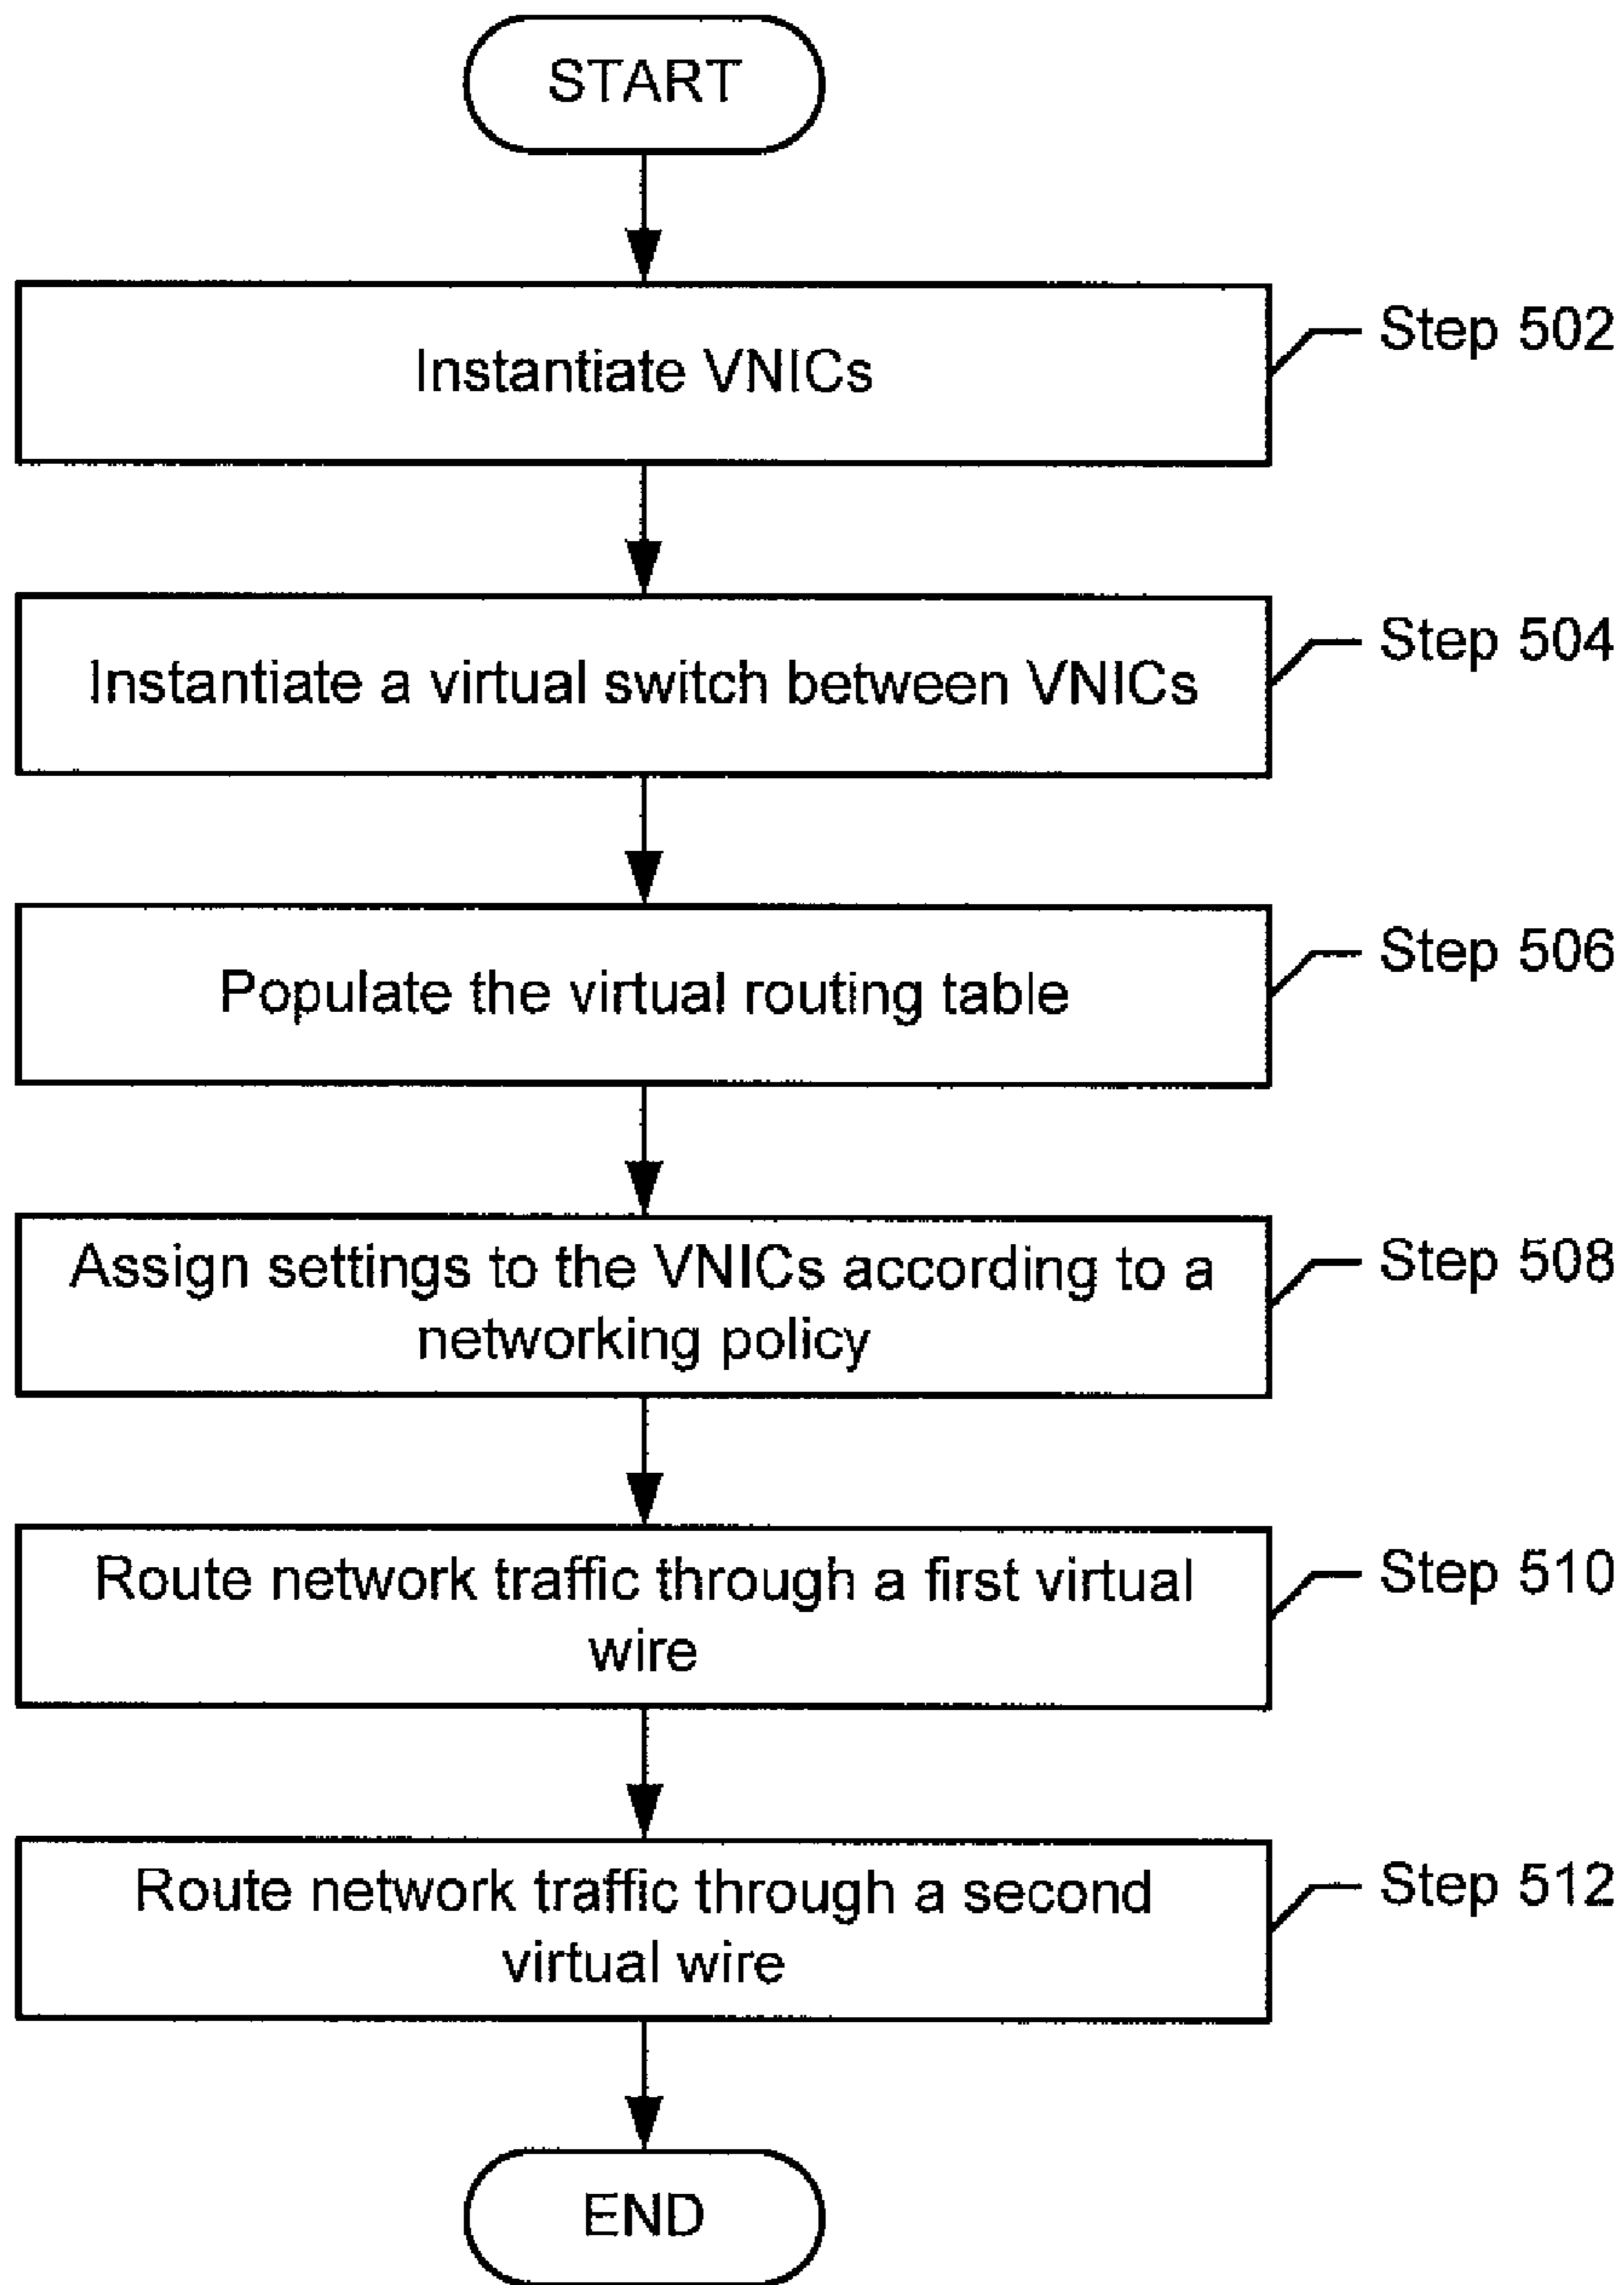 START
Instantiate VNICs
Step 502
Instantiate a virtual switch between VNICs
Step 504
Populate the virtual routing table
Step 506
Assign settings to the VNICs according to a
networking policy
Step 508
Route network traffic through a first virtual
wire
Step 510
Route network traffic through a second
virtual wire
Step 512
END